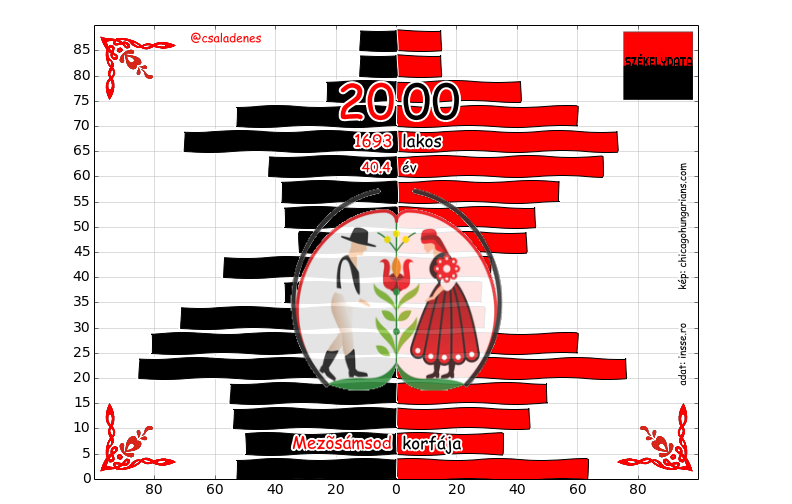 @csaladenes
SZÉKELYDATA
2000
1693 lakos
40.4 év
kép: chicagohungarians.com
adat: insse.ro
Mezősámsod korfája
85
80
75
70
65
60
55
50
45
40
35
30
25
20
15
10
5
0
80 60 40 20 0 20 40 60 80